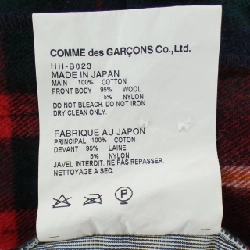 COMME des GARÇONS Co., Ltd.
HH-B023
MADE IN JAPAN
MAIN 100% COTTON
FRONT BODY 95% WOOL
5% NYLON
DO NOT BLEACH. DO NOT IRON
DRY CLEAN ONLY
FABRIQUE AU JAPON
PRINCIPAL 100% COTON
DEVANT 95% LAINE
5% NYLON
JAVEL INTERDIT. NE PAS REPASSER.
NETTOYAGE A SEC.
P